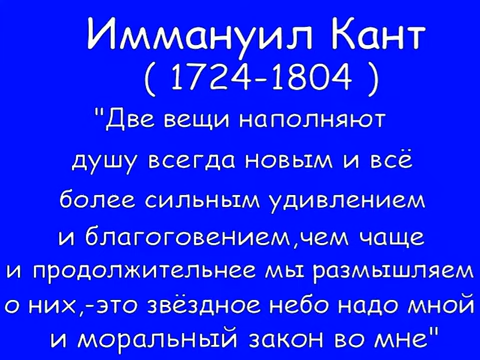 Иммануил Кант
( 1724-1804 )
"Две вещи наполняют
душу всегда новым и всё
более сильным удивлением
и благоговением,чем чаще
и продолжительнее мы размышляем
о них,-это звёздное небо надо мной
и моральный закон во мне"